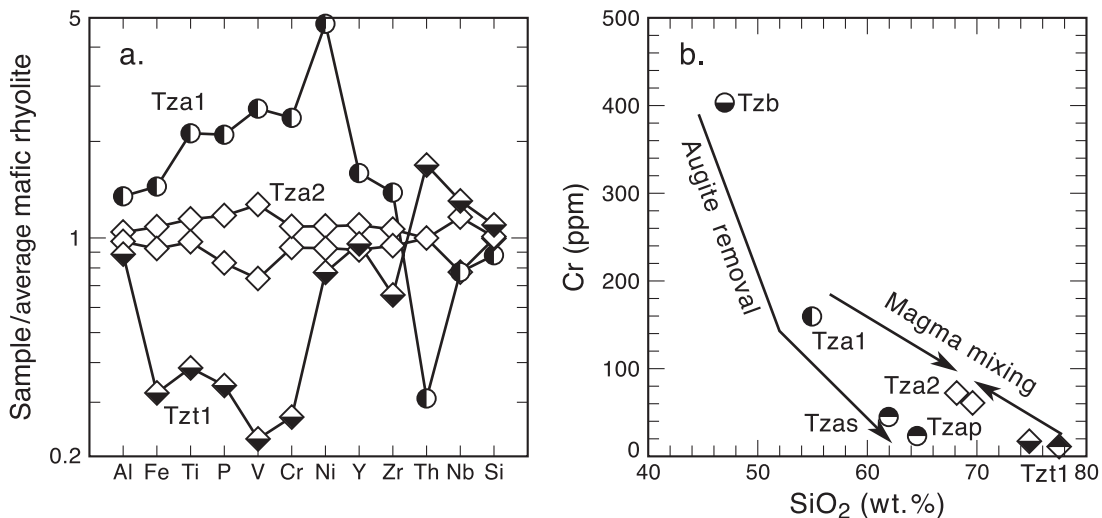 a.
Sample/average mafic rhyolite
5
1
0.2
Tza1
Tza2
Tzt1
Al Fe Ti P V Cr Ni Y Zr Th Nb Si
b.
Cr (ppm)
500
400
300
200
100
0
Tzb
Augite removal
Tza1
Magma mixing
Tza2
Tzas
Tzap
Tzt1
40 50 60 70 80
SiO₂ (wt.%)